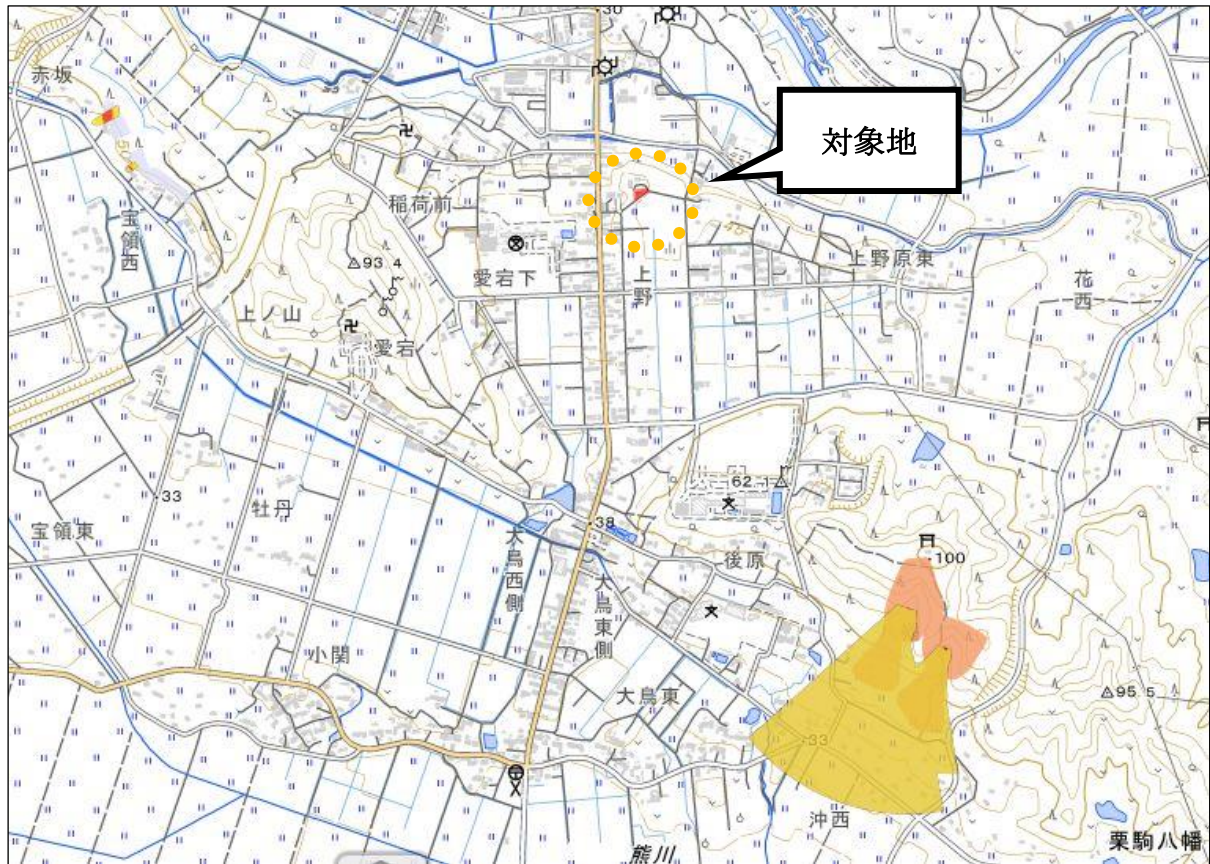 30
赤坂
対象地
稲荷前
宝領西
93.4
愛宕下
上野
上野原東
花西
上ノ山
愛宕
62.1
33
牡丹
38
宝領東
大鳥西側
大鳥東側
後原
100
小関
大鳥東
95.5
33
沖西
栗駒八幡
熊川